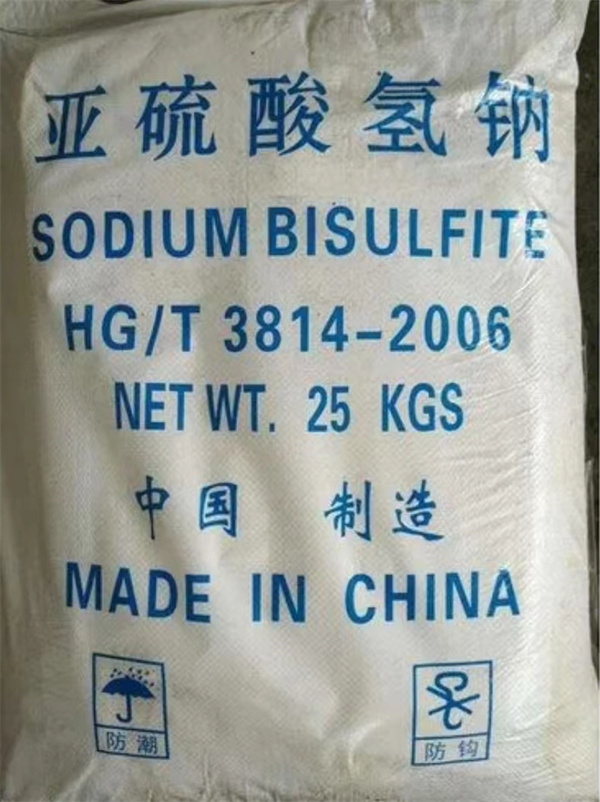 亚硫酸氢钠
SODIUM BISULFITE
HG/T 3814-2006
NET WT. 25 KGS
中国 制造
MADE IN CHINA
防潮
防钩